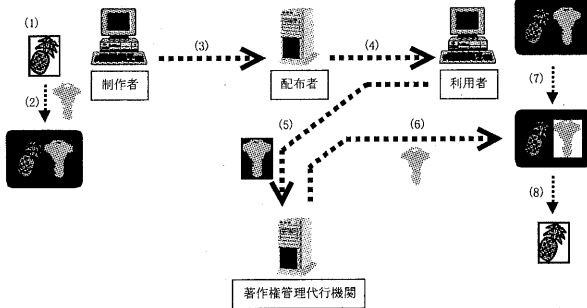 (1)
(2)
制作者
(3)
配布者
(4)
利用者
(5)
(6)
(7)
(8)
著作権管理代行機関